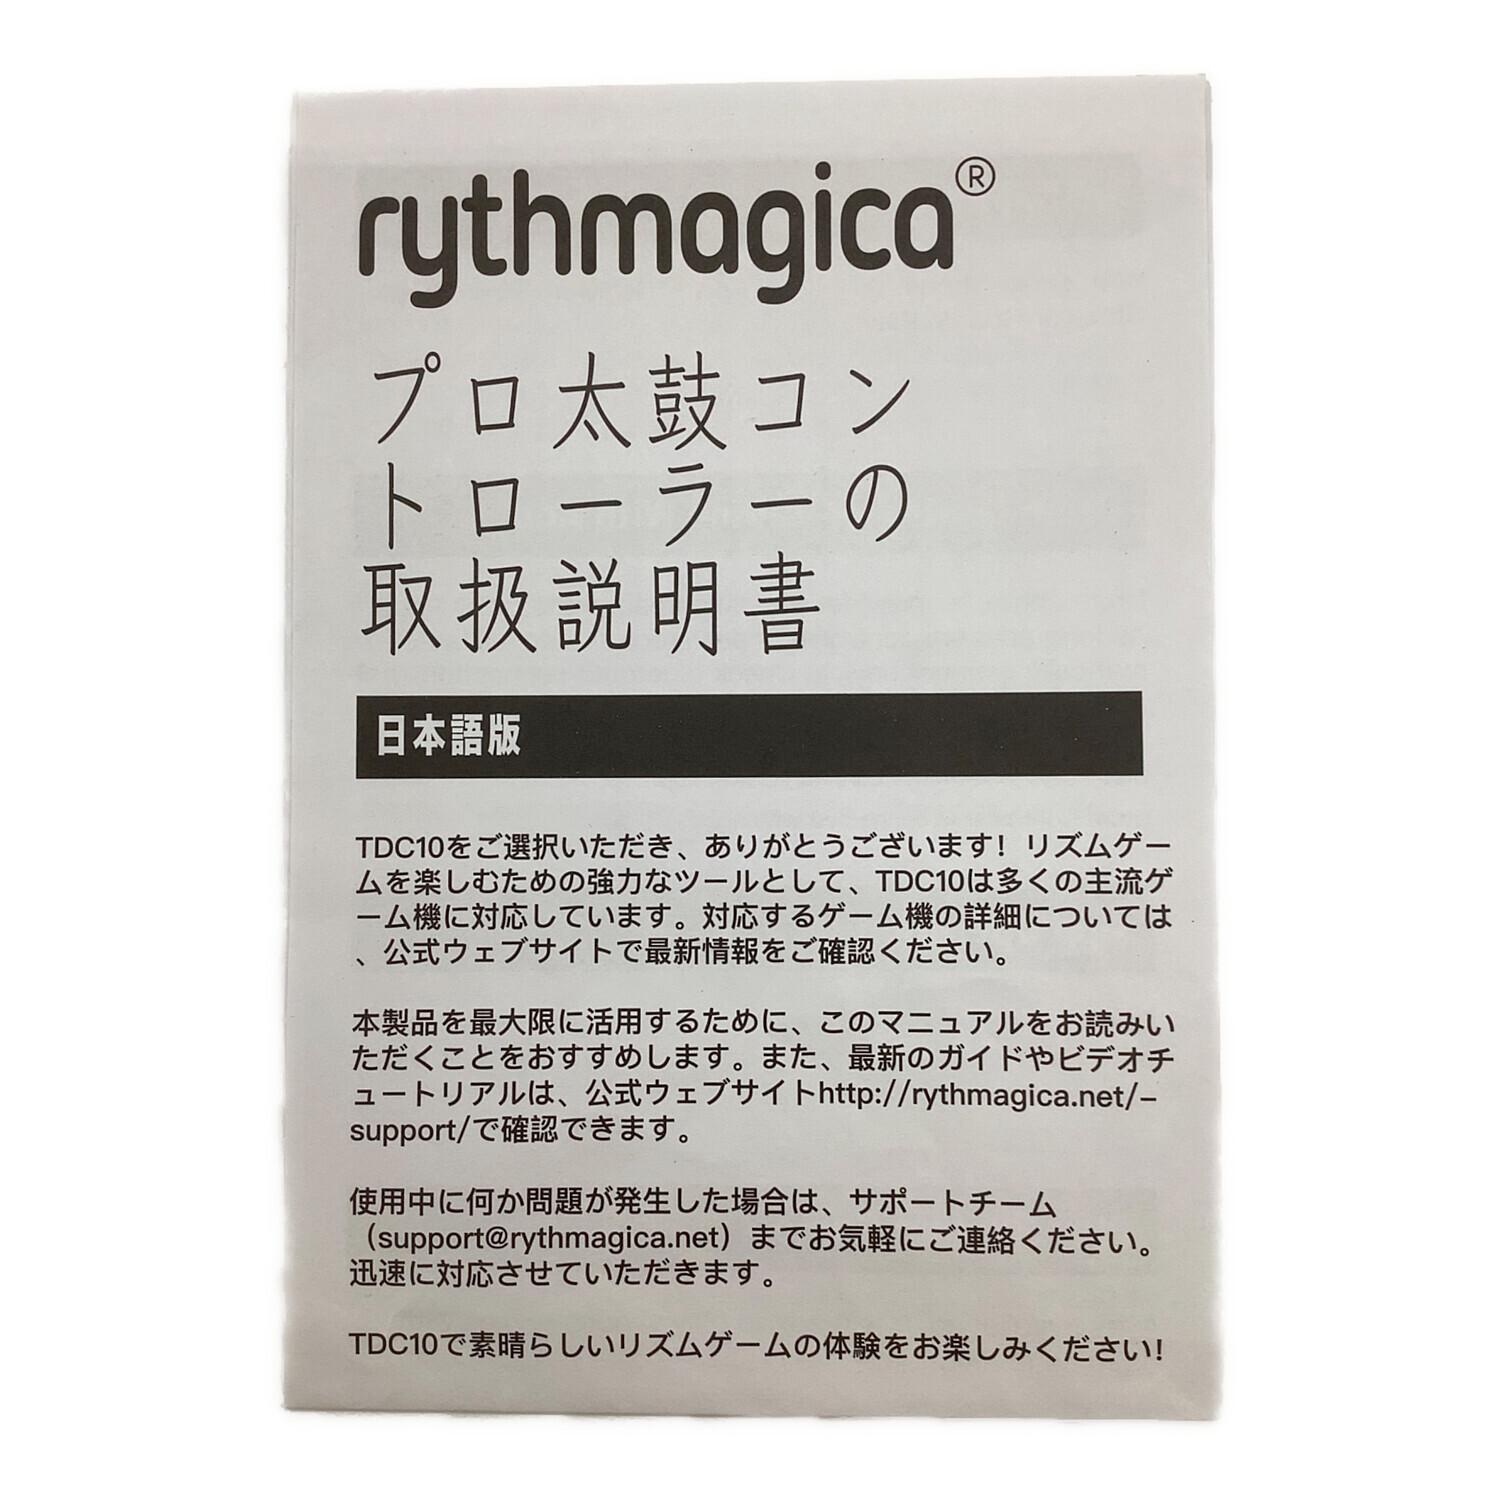 rythmagica®
プロ太鼓コン
トローラーの
取扱説明書
日本語版
TDC10をご選択いただき、ありがとうございます！リズムゲー
ムを楽しむための強力なツールとして、TDC10は多くの主流ゲ
ーム機に対応しています。対応するゲーム機の詳細については
、公式ウェブサイトで最新情報をご確認ください。
本製品を最大限に活用するために、このマニュアルをお読みい
ただくことをおすすめします。また、最新のガイドやビデオチ
ュートリアルは、公式ウェブサイトhttp://rythmagica.net/-
support/で確認できます。
使用中に何か問題が発生した場合は、サポートチーム
（support@rythmagica.net）までお気軽にご連絡ください。
迅速に対応させていただきます。
TDC10で素晴らしいリズムゲームの体験をお楽しみください！